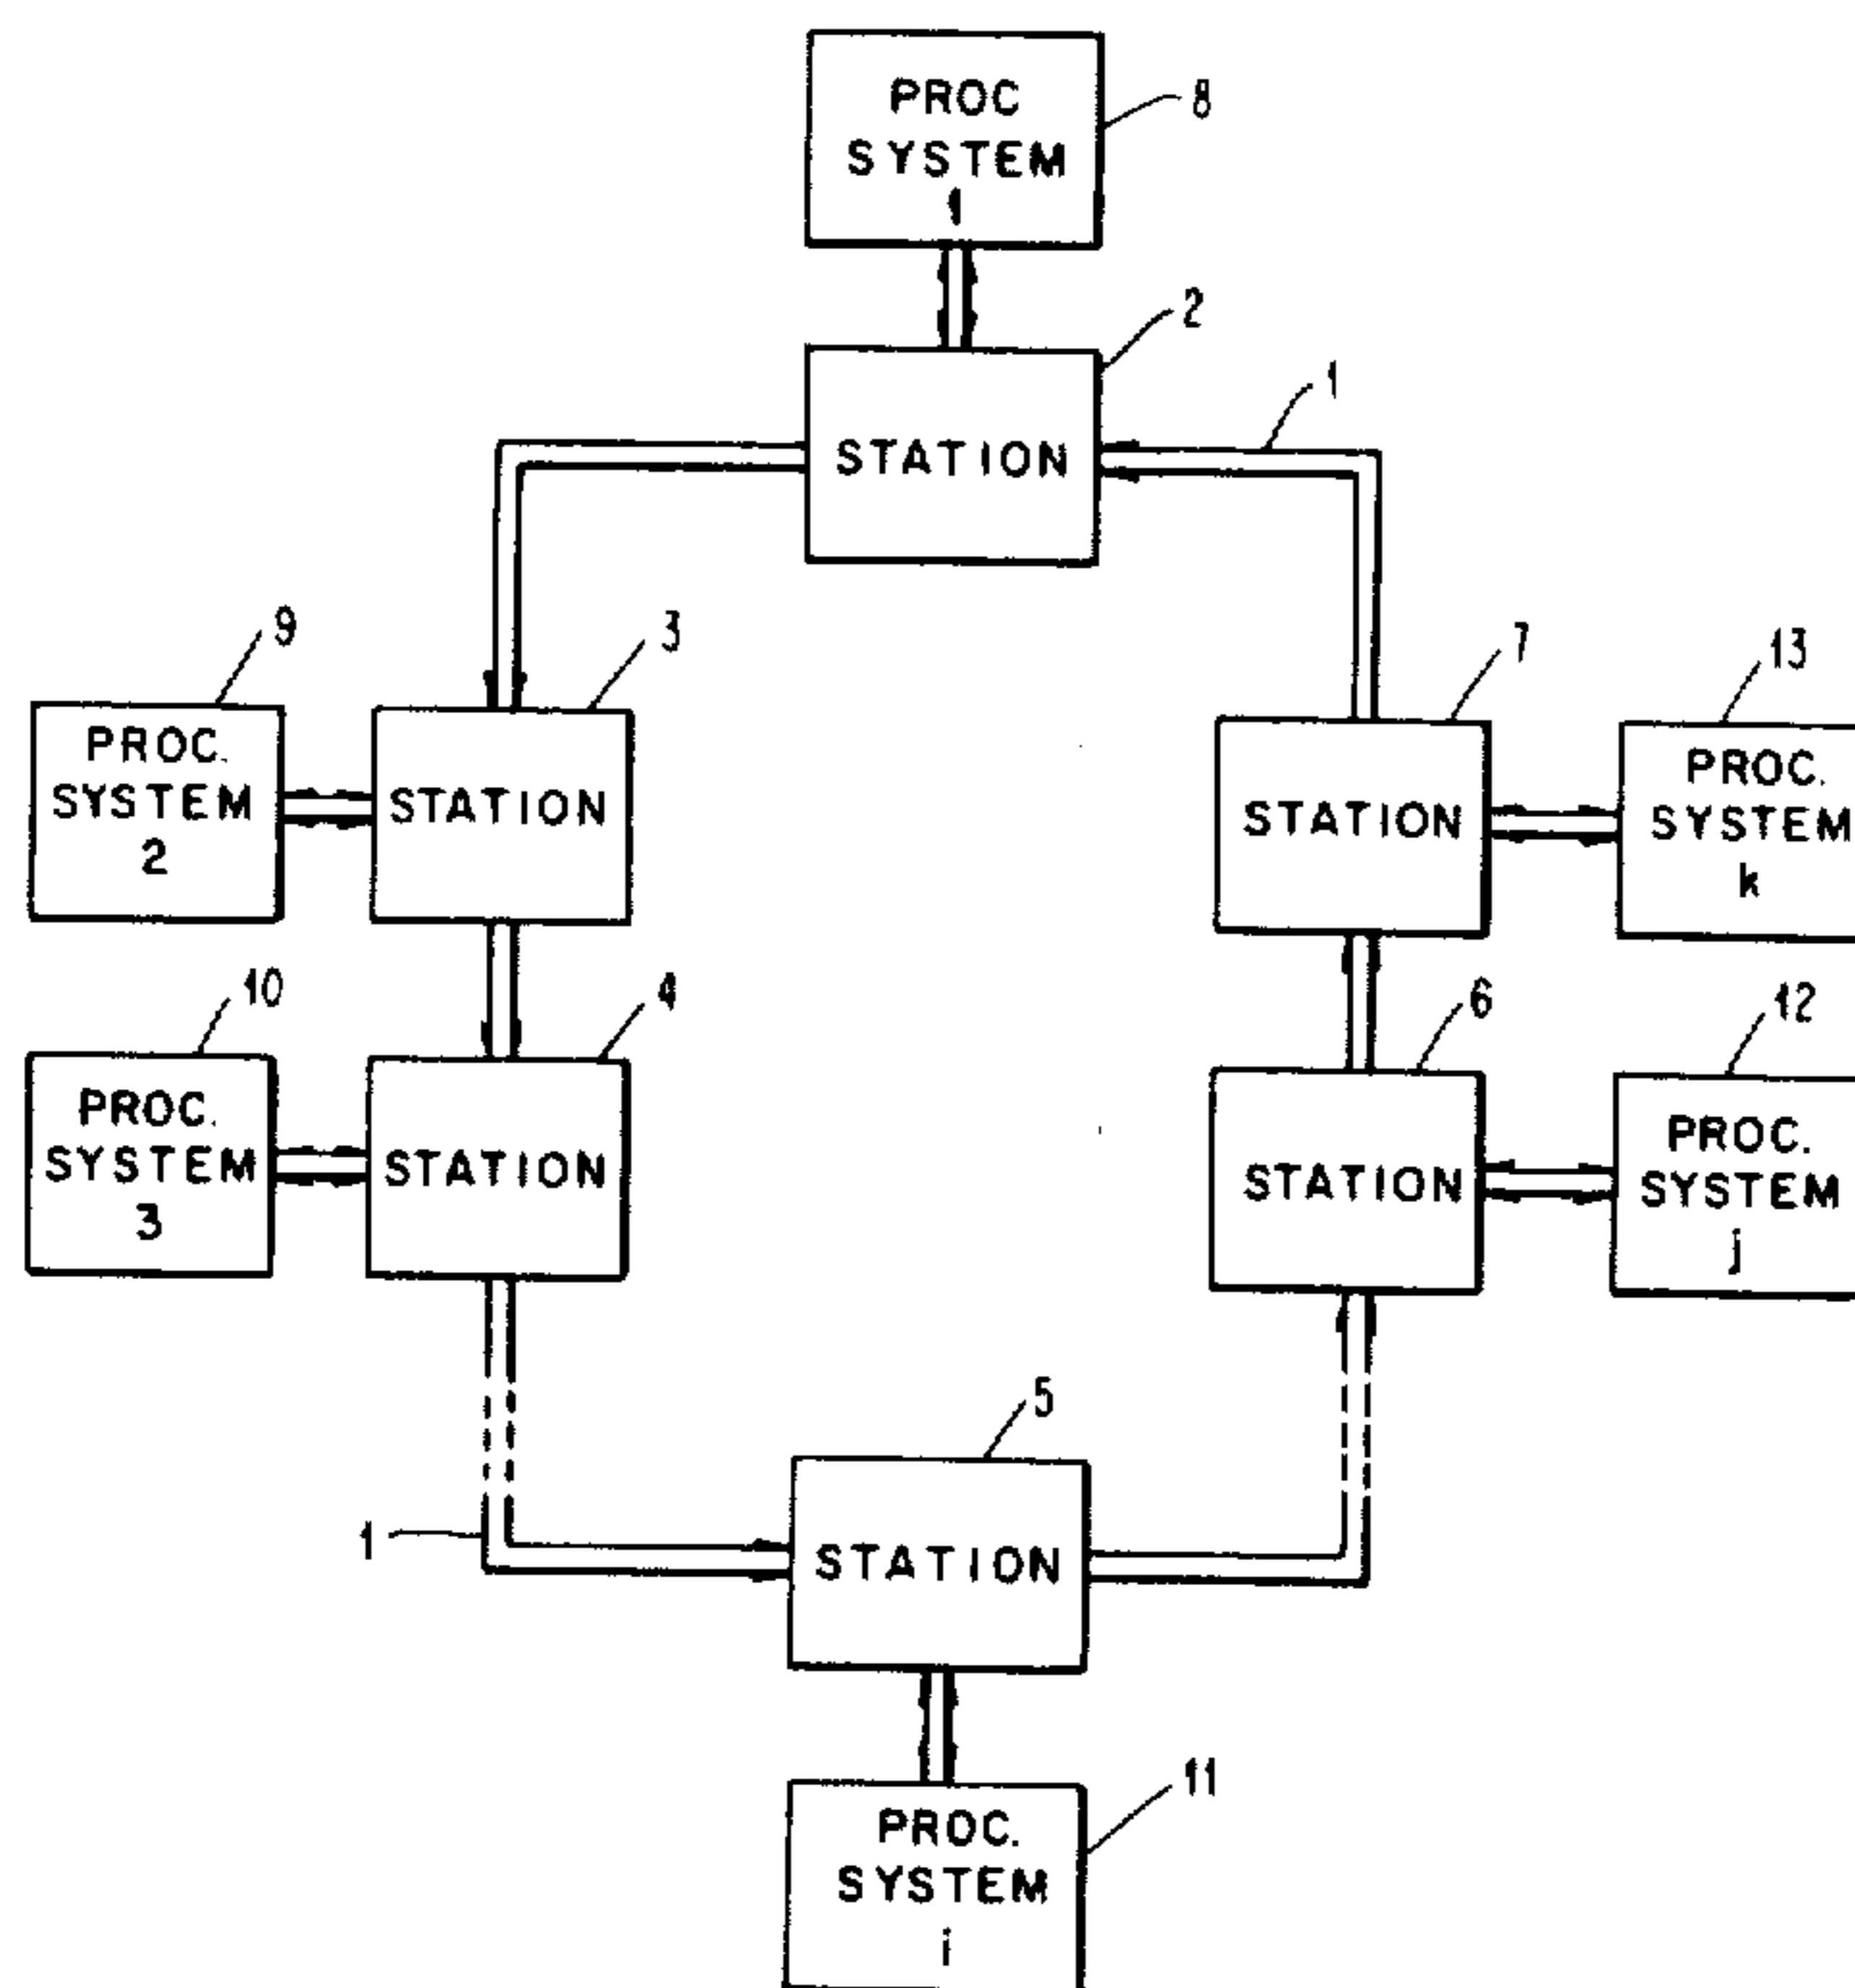 PROC
SYSTEM
1
8
2
STATION
1
9
3
7
13
PROC.
SYSTEM
2
STATION
STATION
PROC.
SYSTEM
k
10
4
6
12
PROC.
SYSTEM
3
STATION
STATION
PROC.
SYSTEM
j
5
1
STATION
11
PROC.
SYSTEM
i